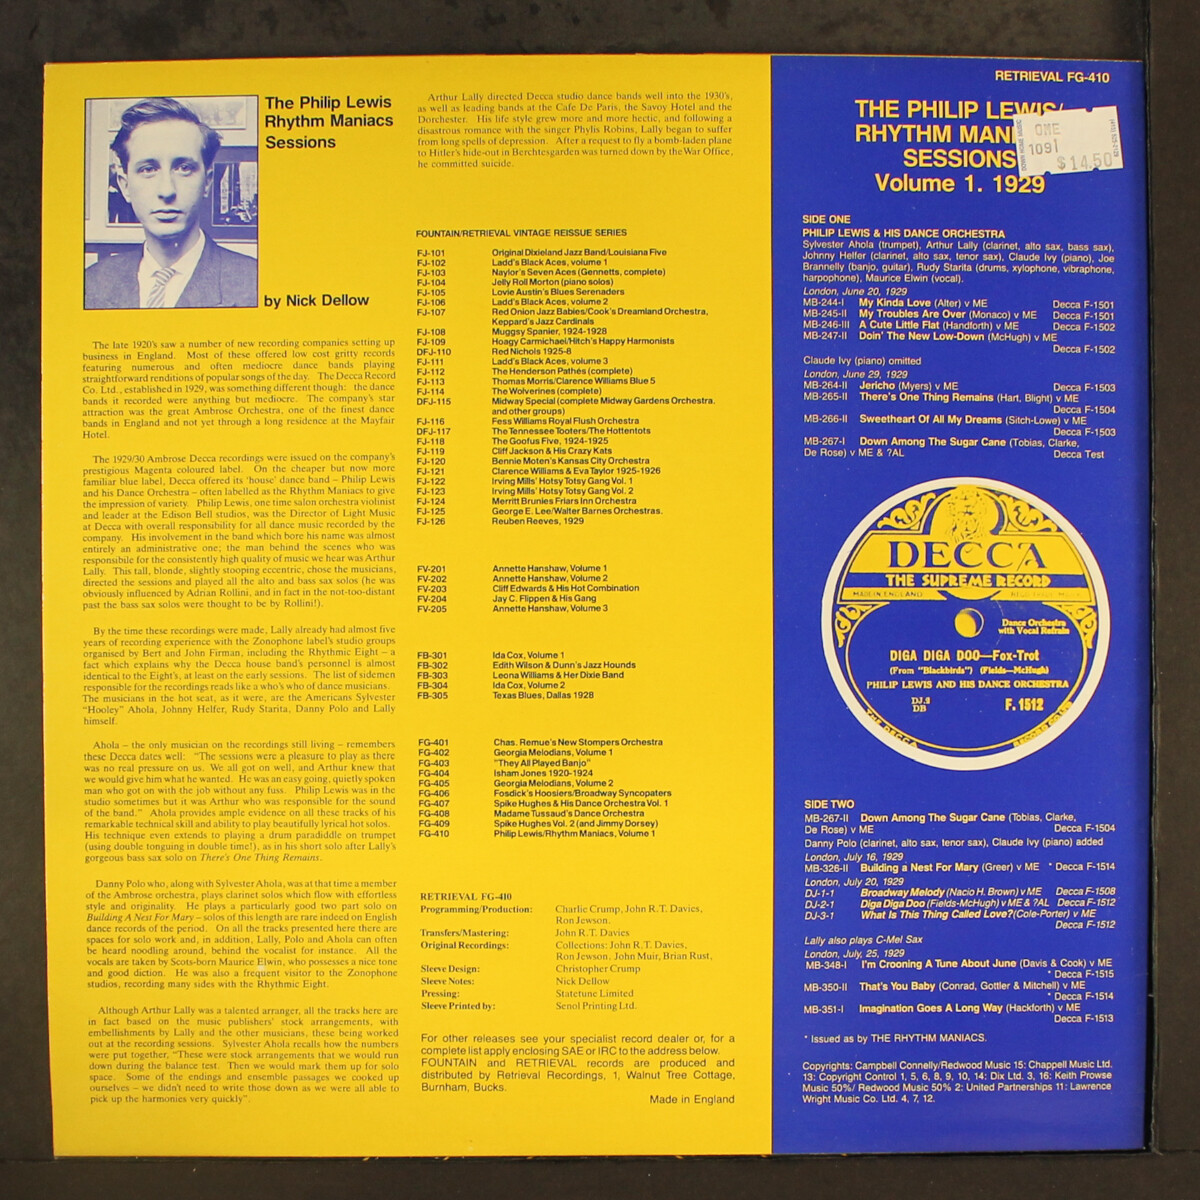 The Philip Lewis
Rhythm Maniacs
Sessions
by Nick Dellow
The late 1920's saw a number of new recording companies setting up
business in England. Most of these offered low cost gritty records
featuring numerous and often mediocre dance bands playing
straightforward renditions of popular songs of the day. The Decca Record
Co. Ltd., established in 1929, was something different though: the dance
bands it recorded were anything but mediocre. The company's star
attraction was the great Ambrose Orchestra, one of the finest dance
bands in England and not yet through a long residence at the Mayfair
Hotel.
The 1929/30 Ambrose Decca recordings were issued on the company's
prestigious Magenta coloured label. On the cheaper but now more
familiar blue label, Decca offered its 'house' dance band – Philip Lewis
and his Dance Orchestra – often labelled as the Rhythm Maniacs to give
the impression of variety. Philip Lewis, one time salon orchestra violinist
and leader at the Edison Bell studios, was the Director of Light Music
at Decca with overall responsibility for all dance music recorded by the
company. His involvement in the band which bore his name was almost
entirely an administrative one; the man behind the scenes who was
responsibile for the consistently high quality of music we hear was Arthur
Lally. This tall, blonde, slightly stooping eccentric, chose the musicians,
directed the sessions and played all the alto and bass sax solos (he was
obviously influenced by Adrian Rollini, and in fact in the not-too-distant
past the bass sax solos were thought to be by Rollini!).
By the time these recordings were made, Lally already had almost five
years of recording experience with the Zonophone label's studio groups
organised by Bert and John Firman, including the Rhythmic Eight – a
fact which explains why the Decca house band's personnel is almost
identical to the Eight's, at least on the early sessions. The list of sidemen
responsible for the recordings reads like a who's who of dance musicians.
The musicians in the hot seat, as it were, are the Americans Sylvester
"Hooley" Ahola, Johnny Helfer, Rudy Starita, Danny Polo and Lally
himself.
Ahola – the only musician on the recordings still living – remembers
these Decca dates well: "The sessions were a pleasure to play as there
was no real pressure on us. We all got on well, and Arthur knew that
we would give him what he wanted. He was an easy going, quietly spoken
man who got on with the job without any fuss. Philip Lewis was in the
studio sometimes but it was Arthur who was responsible for the sound
of the band." Ahola provides ample evidence on all these tracks of his
remarkable technical skill and ability to play beautifully lyrical hot solos.
His technique even extends to playing a drum paradiddle on trumpet
(using double tonguing in double time!), as in his short solo after Lally's
gorgeous bass sax solo on There's One Thing Remains.
Danny Polo who, along with Sylvester Ahola, was at that time a member
of the Ambrose orchestra, plays clarinet solos which flow with effortless
style and originality. He plays a particularly good two part solo on
Building A Nest For Mary – solos of this length are rare indeed on English
dance records of the period. On all the tracks presented here there are
spaces for solo work and, in addition, Lally, Polo and Ahola can often
be heard noodling around, behind the vocalist for instance. All the
vocals are taken by Scots-born Maurice Elwin, who possesses a nice tone
and good diction. He was also a frequent visitor to the Zonophone
studios, recording many sides with the Rhythmic Eight.
Although Arthur Lally was a talented arranger, all the tracks here are
in fact based on the music publishers' stock arrangements, with
embellishments by Lally and the other musicians, these being worked
out at the recording sessions. Sylvester Ahola recalls how the numbers
were put together, "These were stock arrangements that we would run
down during the balance test. Then we would mark them up for solo
space. Some of the endings and ensemble passages we cooked up
ourselves – we didn't need to write those down as we were all able to
pick up the harmonies very quickly".
Arthur Lally directed Decca studio dance bands well into the 1930's,
as well as leading bands at the Cafe De Paris, the Savoy Hotel and the
Dorchester. His life style grew more and more hectic, and following a
disastrous romance with the singer Phylis Robins, Lally began to suffer
from long spells of depression. After a request to fly a bomb-laden plane
to Hitler's hide-out in Berchtesgarden was turned down by the War Office,
he committed suicide.
FOUNTAIN/RETRIEVAL VINTAGE REISSUE SERIES
FJ-101 Original Dixieland Jazz Band/Louisiana Five
FJ-102 Ladd's Black Aces, volume 1
FJ-103 Naylor's Seven Aces (Gennetts, complete)
FJ-104 Jelly Roll Morton (piano solos)
FJ-105 Lovie Austin's Blues Serenaders
FJ-106 Ladd's Black Aces, volume 2
FJ-107 Red Onion Jazz Babies/Cook's Dreamland Orchestra,
Keppard's Jazz Cardinals
FJ-108 Muggsy Spanier, 1924-1928
FJ-109 Hoagy Carmichael/Hitch's Happy Harmonists
DFJ-110 Red Nichols 1925-8
FJ-111 Ladd's Black Aces, volume 3
FJ-112 The Henderson Pathés (complete)
FJ-113 Thomas Morris/Clarence Williams Blue 5
FJ-114 The Wolverines (complete)
DFJ-115 Midway Special (complete Midway Gardens Orchestra.
and other groups)
FJ-116 Fess Williams Royal Flush Orchestra
DFJ-117 The Tennessee Tooters/The Hottentots
FJ-118 The Goofus Five, 1924-1925
FJ-119 Cliff Jackson & His Crazy Kats
FJ-120 Bennie Moten's Kansas City Orchestra
FJ-121 Clarence Williams & Eva Taylor 1925-1926
FJ-122 Irving Mills' Hotsy Totsy Gang Vol. 1
FJ-123 Irving Mills' Hotsy Totsy Gang Vol. 2
FJ-124 Merritt Brunies Friars Inn Orchestra
FJ-125 George E. Lee/Walter Barnes Orchestras.
FJ-126 Reuben Reeves, 1929
FV-201 Annette Hanshaw, Volume 1
FV-202 Annette Hanshaw, Volume 2
FV-203 Cliff Edwards & His Hot Combination
FV-204 Jay C. Flippen & His Gang
FV-205 Annette Hanshaw, Volume 3
FB-301 Ida Cox, Volume 1
FB-302 Edith Wilson & Dunn's Jazz Hounds
FB-303 Leona Williams & Her Dixie Band
FB-304 Ida Cox, Volume 2
FB-305 Texas Blues, Dallas 1928
FG-401 Chas. Remue's New Stompers Orchestra
FG-402 Georgia Melodians, Volume 1
FG-403 "They All Played Banjo"
FG-404 Isham Jones 1920-1924
FG-405 Georgia Melodians, Volume 2
FG-406 Fosdick's Hoosiers/Broadway Syncopaters
FG-407 Spike Hughes & His Dance Orchestra Vol. 1
FG-408 Madame Tussaud's Dance Orchestra
FG-409 Spike Hughes Vol. 2 (and Jimmy Dorsey)
FG-410 Philip Lewis/Rhythm Maniacs, Volume 1
RETRIEVAL FG-410
Programming/Production: Charlie Crump, John R.T. Davies,
Ron Jewson.
Transfers/Mastering: John R.T. Davies
Original Recordings: Collections: John R.T. Davies,
Ron Jewson, John Muir, Brian Rust,
Sleeve Design: Christopher Crump
Sleeve Notes: Nick Dellow
Pressing: Statetune Limited
Sleeve Printed by: Senol Printing Ltd.
For other releases see your specialist record dealer or, for a
complete list apply enclosing SAE or IRC to the address below.
FOUNTAIN and RETRIEVAL records are produced and
distributed by Retrieval Recordings, 1, Walnut Tree Cottage,
Burnham, Bucks.
Made in England
RETRIEVAL FG-410
THE PHILIP LEWIS/
RHYTHM MANI
SESSIONS
Volume 1. 1929
ONE
1091
$14.50
SIDE ONE
PHILIP LEWIS & HIS DANCE ORCHESTRA
Sylvester Ahola (trumpet), Arthur Lally (clarinet, alto sax, bass sax),
Johnny Helfer (clarinet, alto sax, tenor sax), Claude Ivy (piano), Joe
Brannelly (banjo, guitar), Rudy Starita (drums, xylophone, vibraphone,
harpophone), Maurice Elwin (vocal).
London, June 20, 1929
MB-244-I My Kinda Love (Alter) v ME Decca F-1501
MB-245-II My Troubles Are Over (Monaco) v ME Decca F-1501
MB-246-III A Cute Little Flat (Handforth) v ME Decca F-1502
MB-247-II Doin' The New Low-Down (McHugh) v ME
Decca F-1502
Claude Ivy (piano) omitted
London, June 29, 1929
MB-264-II Jericho (Myers) v ME Decca F-1503
MB-265-II There's One Thing Remains (Hart, Blight) v ME
Decca F-1504
MB-266-II Sweetheart Of All My Dreams (Sitch-Lowe) v ME
Decca F-1503
MB-267-I Down Among The Sugar Cane (Tobias, Clarke,
De Rose) v ME & ?AL Decca Test
DECCA
THE SUPREME RECORD
MADE IN ENGLAND
Dance Orchestra
with Vocal Refrain
DIGA DIGA DOO—Fox-Trot
(From "Blackbirds") (Fields—McHugh)
PHILIP LEWIS AND HIS DANCE ORCHESTRA
DJ.2
DB
F. 1512
SIDE TWO
MB-267-II Down Among The Sugar Cane (Tobias, Clarke,
De Rose) v ME Decca F-1504
Danny Polo (clarinet, alto sax, tenor sax), Claude Ivy (piano) added
London, July 16, 1929
MB-326-II Building a Nest For Mary (Greer) v ME * Decca F-1514
London, July 20, 1929
DJ-1-1 Broadway Melody (Nacio H. Brown) v ME Decca F-1508
DJ-2-1 Diga Diga Doo (Fields-McHugh) v ME & ?AL Decca F-1512
DJ-3-1 What Is This Thing Called Love? (Cole-Porter) v ME
Decca F-1512
Lally also plays C-Mel Sax
London, July, 25, 1929
MB-348-I I'm Crooning A Tune About June (Davis & Cook) v ME
* Decca F-1515
MB-350-II That's You Baby (Conrad, Gottler & Mitchell) v ME
* Decca F-1514
MB-351-I Imagination Goes A Long Way (Hackforth) v ME
Decca F-1513
* Issued as by THE RHYTHM MANIACS.
Copyrights: Campbell Connelly/Redwood Music 15: Chappell Music Ltd.
13: Copyright Control 1, 5, 6, 8, 9, 10, 14: Dix Ltd. 3, 16: Keith Prowse
Music 50%/ Redwood Music 50% 2: United Partnerships 11: Lawrence
Wright Music Co. Ltd. 4, 7, 12.